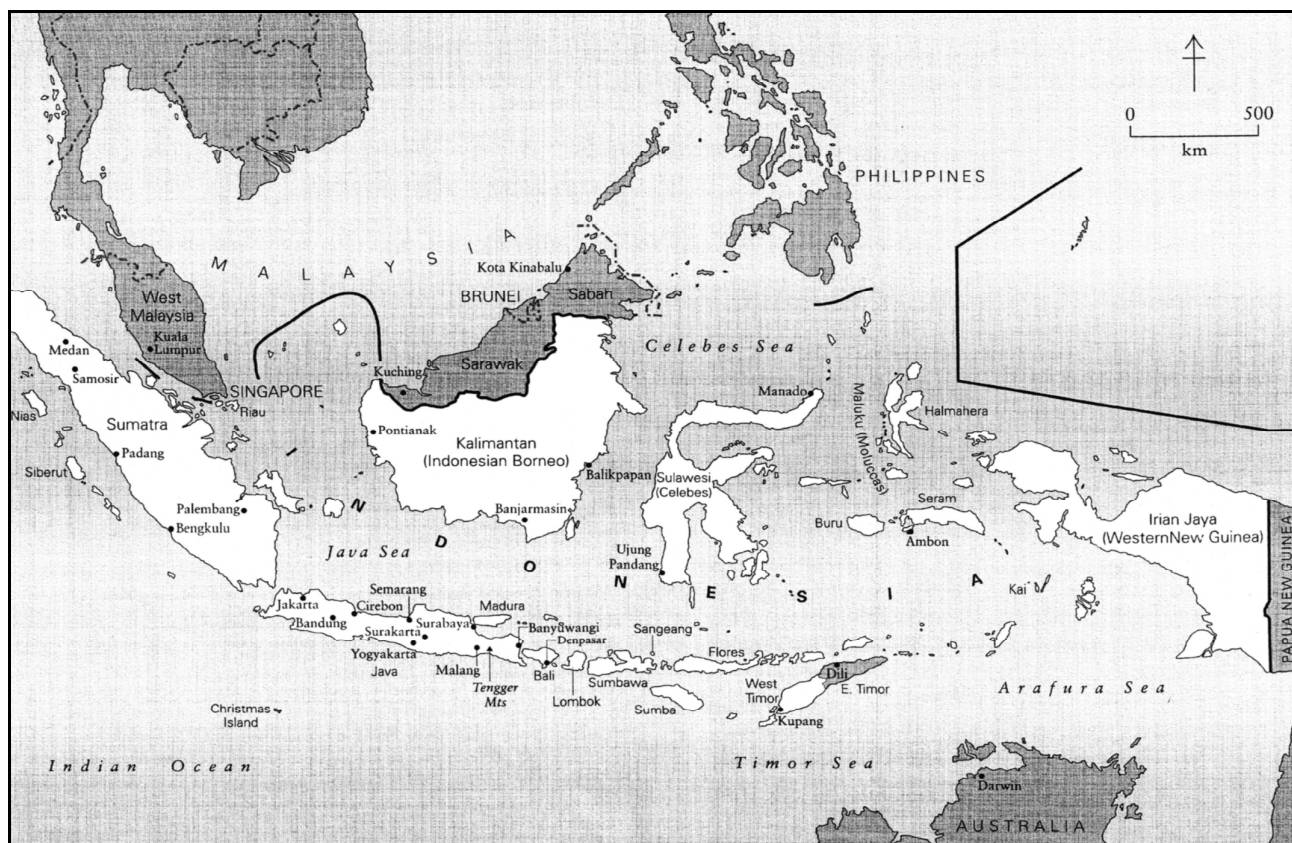 0 500
km
PHILIPPINES
MALAYSIA
Kota Kinabalu
BRUNEI
Sabah
West
Malaysia
Kuala
Lumpur
Medan
Samosir
Celebes Sea
Sarawak
Kuching
SINGAPORE
Riau
Nias
Sumatra
Manado
Maluku (Moluccas)
Halmahera
Pontianak
Kalimantan
(Indonesian Borneo)
Padang
Siberut
Balikpapan
Sulawesi
(Celebes)
Palembang
Bengkulu
Banjarmasin
Seram
Buru
Ambon
Irian Jaya
(WesternNew Guinea)
PAPUA NEW GUINEA
Java Sea
INDONESIA
Ujung
Pandang
Kai
Semarang
Jakarta
Cirebon
Madura
?Bandung
Surabaya
Surakarta
Banyuwangi
Denpasar
Sangeang
Flores
Yogyakarta
Java
Malang
Tengger
Mts
Bali
Lombok
Sumbawa
Sumba
West
Timor
Dili
E. Timor
Kupang
Arafura Sea
Christmas
Island
Indian Ocean
Timor Sea
Darwin
AUSTRALIA